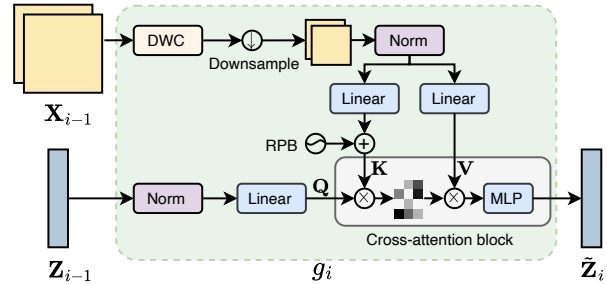 DWC
Norm
Downsample
X_{i-1}
Linear
Linear
RPB
K
V
Norm
Linear
Q
MLP
Cross-attention block
Z_{i-1}
g_i
Z̃_i